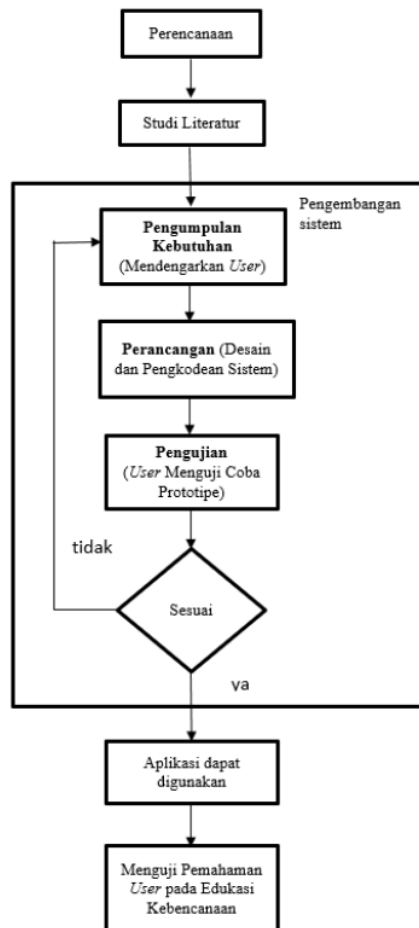 Perencanaan
Studi Literatur
Pengembangan
sistem
Pengumpulan
Kebutuhan
(Mendengarkan User)
Perancangan (Desain
dan Pengkodean Sistem)
Pengujian
(User Menguji Coba
Prototipe)
tidak
Sesuai
ya
Aplikasi dapat
digunakan
Menguji Pemahaman
User pada Edukasi
Kebencanaan